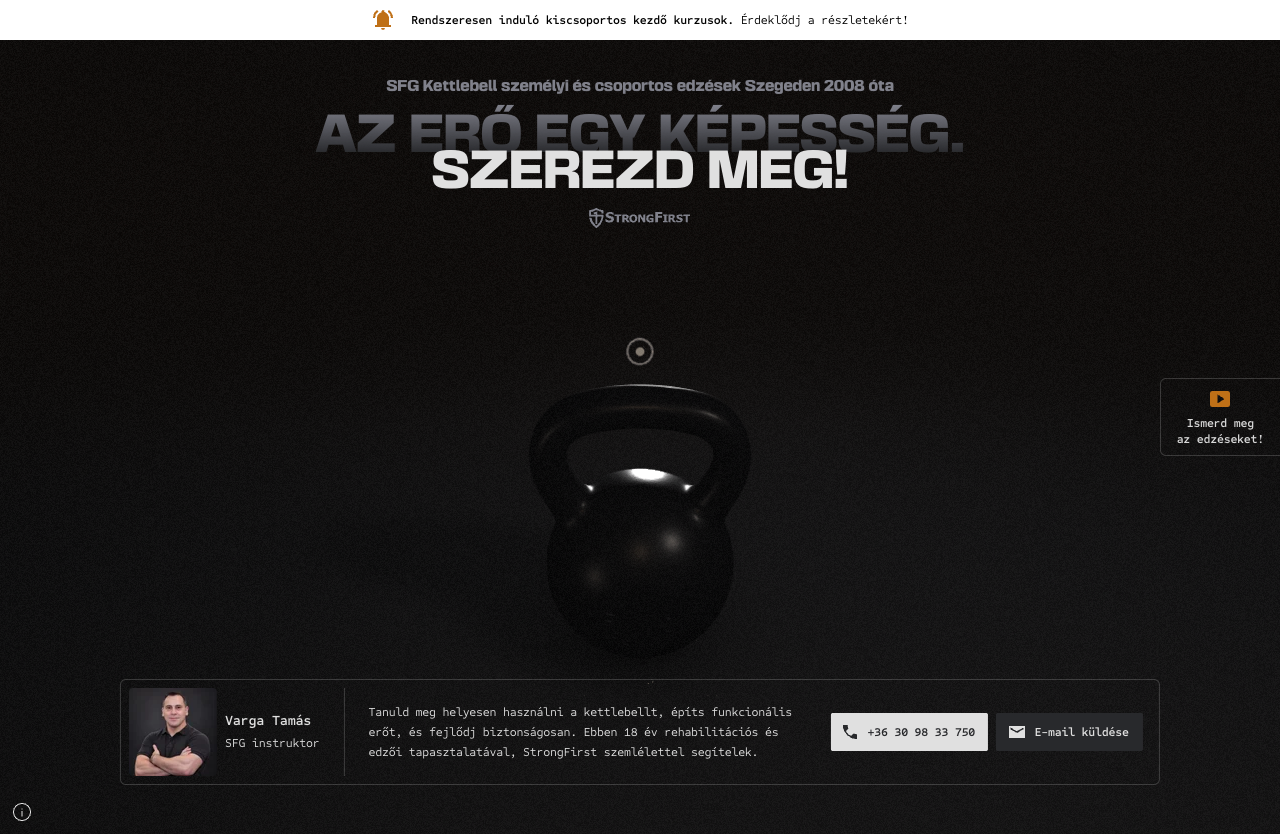 Rendszeresen induló kiscsoportos kezdő kurzusok. Érdeklődj a részletekért!
SFG Kettlebell személyi és csoportos edzések Szegeden 2008 óta
AZ ERŐ EGY KÉPESSÉG.
SZEREZD MEG!
STRONGFIRST
Ismerd meg
az edzéseket!
Varga Tamás
SFG instruktor
Tanuld meg helyesen használni a kettlebellt, építs funkcionális
erőt, és fejlődj biztonságosan. Ebben 18 év rehabilitációs és
edzői tapasztalatával, StrongFirst szemlélettel segítelek.
+36 30 98 33 750
E-mail küldése